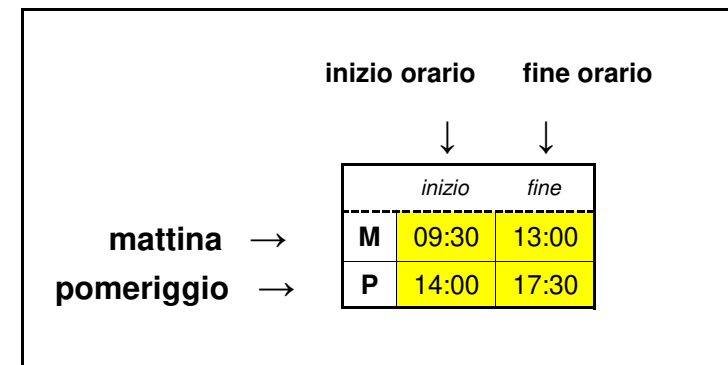 inizio orario fine orario
↓ ↓
inizio fine
mattina → M 09:30 13:00
pomeriggio → P 14:00 17:30